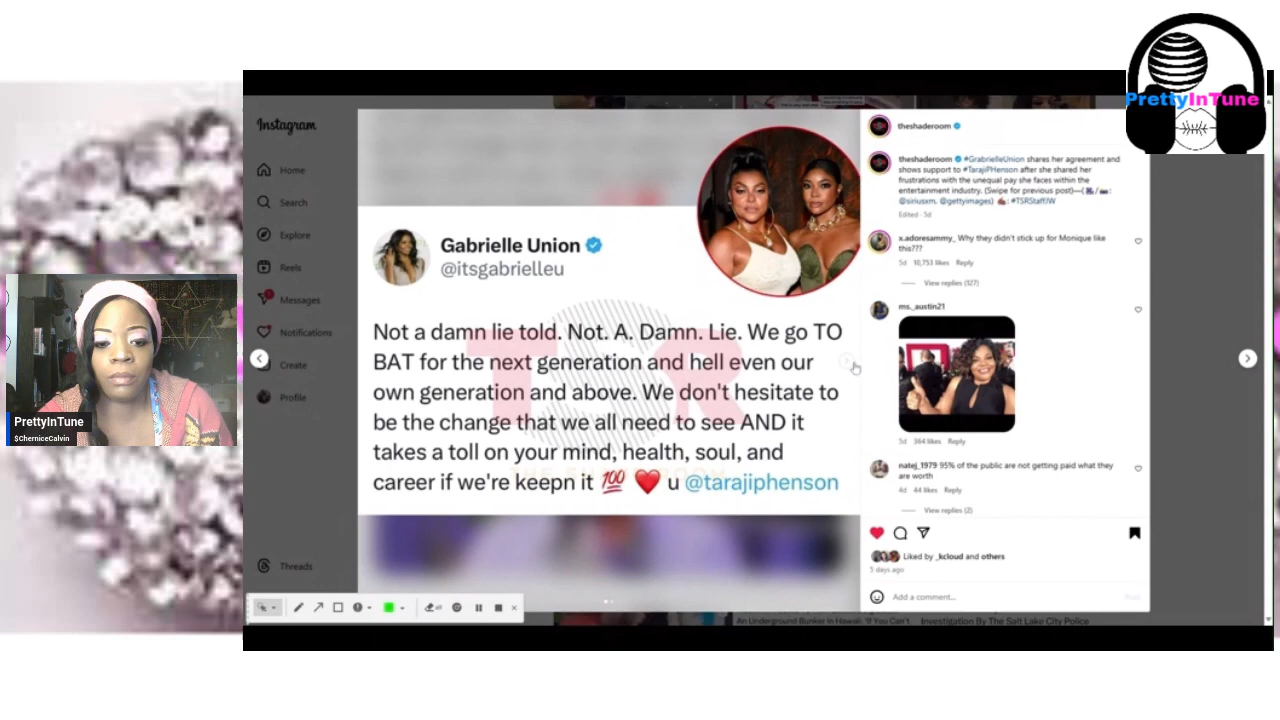 PrettyInTune
Instagram
Home
Search
Explore
Reels
Messages
Notifications
Create
Profile
Threads
PrettyInTune
$CherniceCalvin
Gabrielle Union
@itsgabrielleu
Not a damn lie told. Not. A. Damn. Lie. We go TO
BAT for the next generation and hell even our
own generation and above. We don't hesitate to
be the change that we all need to see AND it
takes a toll on your mind, health, soul, and
career if we're keepn it 💯 ❤️ u @tarajiphenson
theshaderoom
theshaderoom #GrabrielleUnion shares her agreement and
shows support to #TarajiPHenson after she shared her
frustrations with the unequal pay she faces within the
entertainment industry. (Swipe for previous post)—(
@siriusxm, @gettyimages) ✍🏾: #TSRStaffJW
Edited · 5d
x.adoresammy_ Why they didn't stick up for Monique like
this???
5d 10,753 likes Reply
View replies (127)
ms._austin21
5d 364 likes Reply
natej_1979 95% of the public are not getting paid what they
are worth
4d 44 likes Reply
View replies (2)
Liked by _kcloud and others
5 days ago
Add a comment...
An Underground Bunker In Hawaii: 'If You Can't
Investigation By The Salt Lake City Police